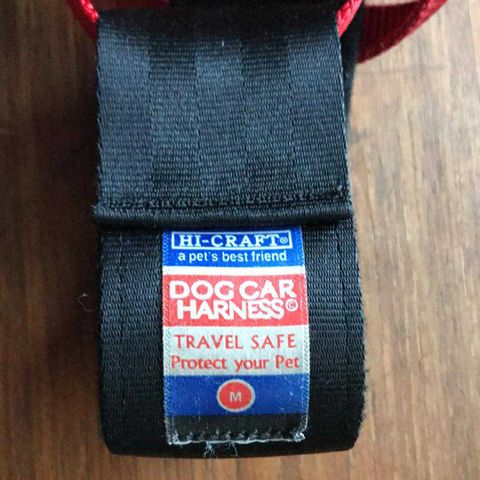 HI-CRAFT®
a pet's best friend
DOG CAR
HARNESS©
TRAVEL SAFE
Protect your Pet
M